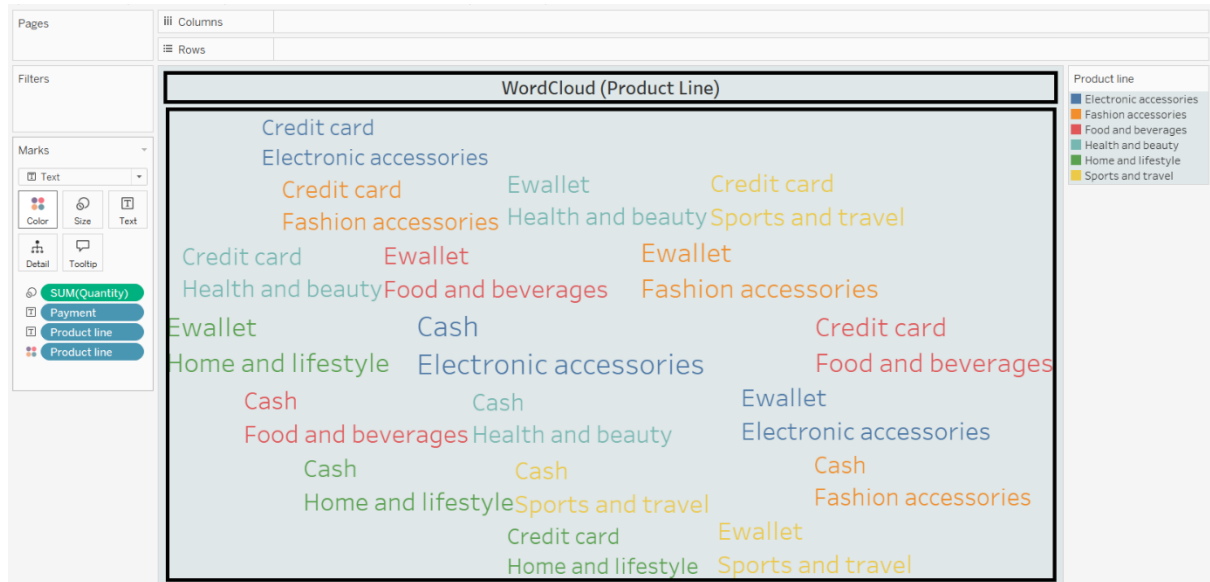 Pages
Columns
Rows
Filters
Marks
Text
Color
Size
Text
Detail
Tooltip
SUM(Quantity)
Payment
Product line
Product line
WordCloud (Product Line)
Credit card
Electronic accessories
Credit card
Fashion accessories
Ewallet
Health and beauty
Credit card
Sports and travel
Credit card
Health and beauty
Ewallet
Food and beverages
Ewallet
Fashion accessories
Ewallet
Home and lifestyle
Cash
Electronic accessories
Credit card
Food and beverages
Cash
Food and beverages
Cash
Health and beauty
Ewallet
Electronic accessories
Cash
Home and lifestyle
Cash
Sports and travel
Cash
Fashion accessories
Credit card
Home and lifestyle
Ewallet
Sports and travel
Product line
Electronic accessories
Fashion accessories
Food and beverages
Health and beauty
Home and lifestyle
Sports and travel